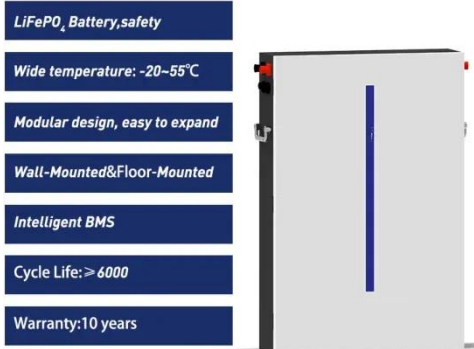 LiFePO₄ Battery,safety
Wide temperature: -20~55℃
Modular design, easy to expand
Wall-Mounted&Floor-Mounted
Intelligent BMS
Cycle Life:≥6000
Warranty:10 years